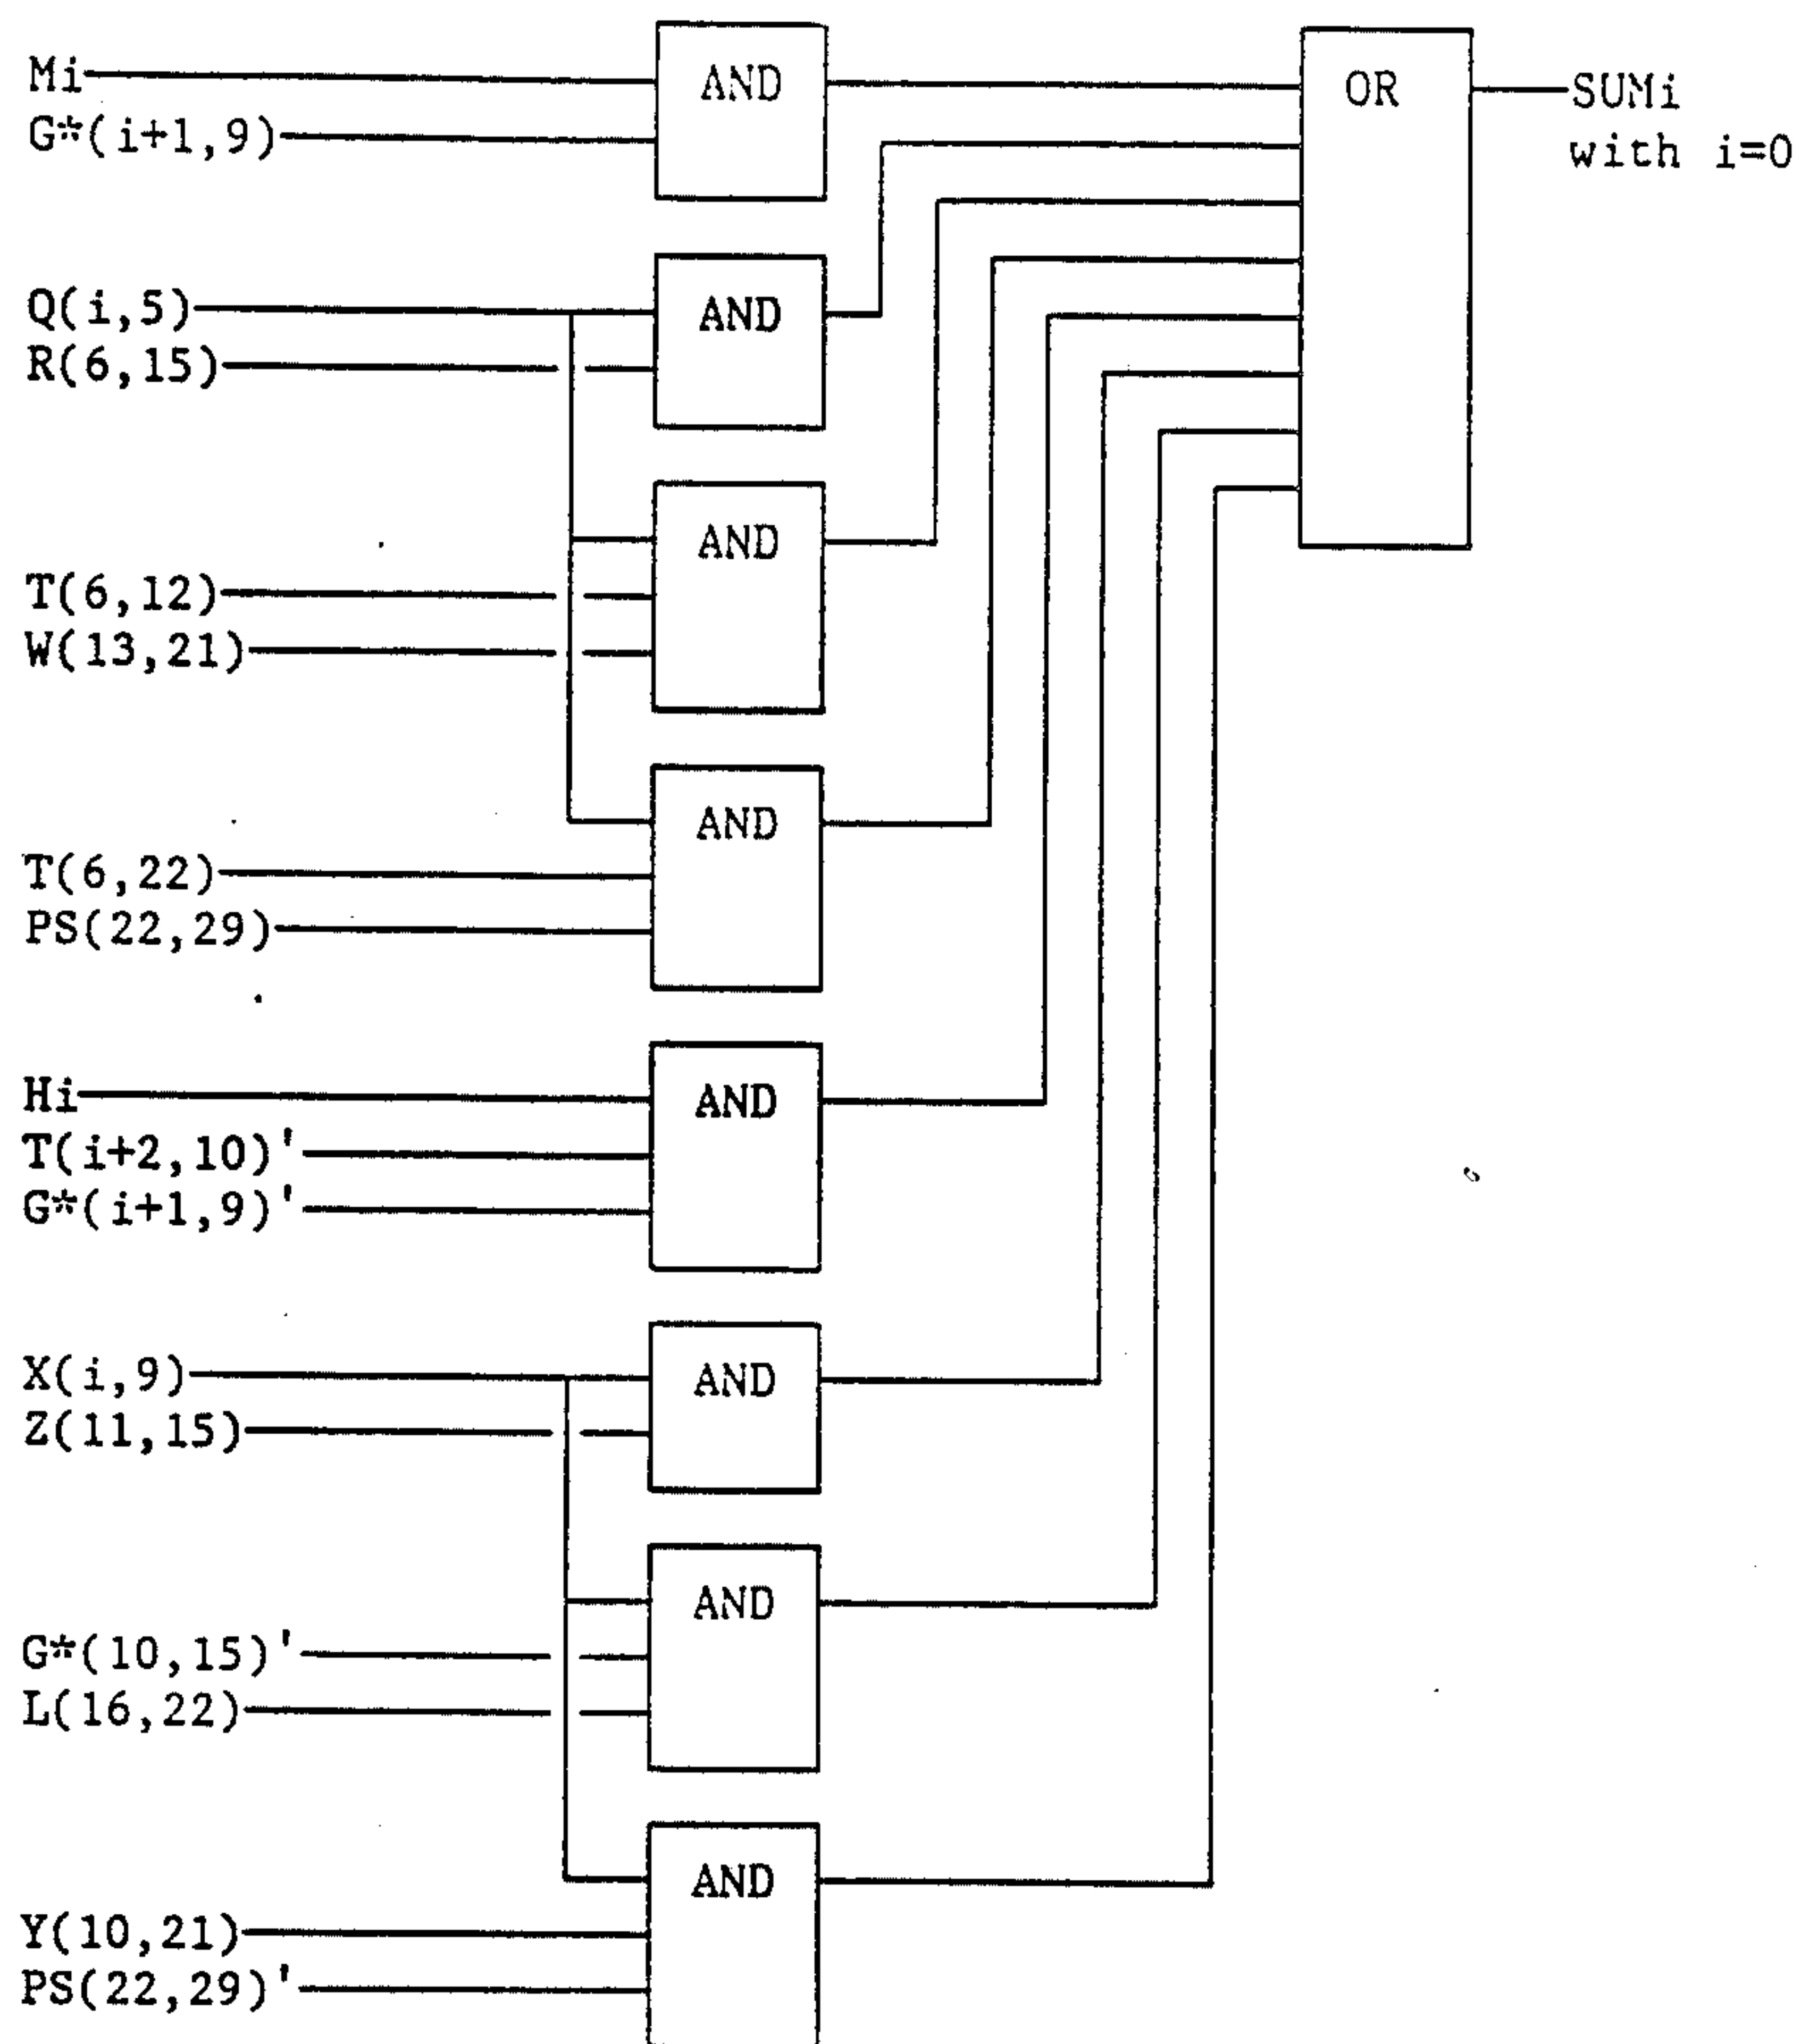 Mi
G*(i+1,9)
AND
OR
SUMi
with i=0
Q(i,5)
R(6,15)
AND
AND
T(6,12)
W(13,21)
AND
T(6,22)
PS(22,29)
Hi
T(i+2,10)'
G*(i+1,9)'
AND
X(i,9)
Z(11,15)
AND
AND
G*(10,15)'
L(16,22)
AND
Y(10,21)
PS(22,29)'